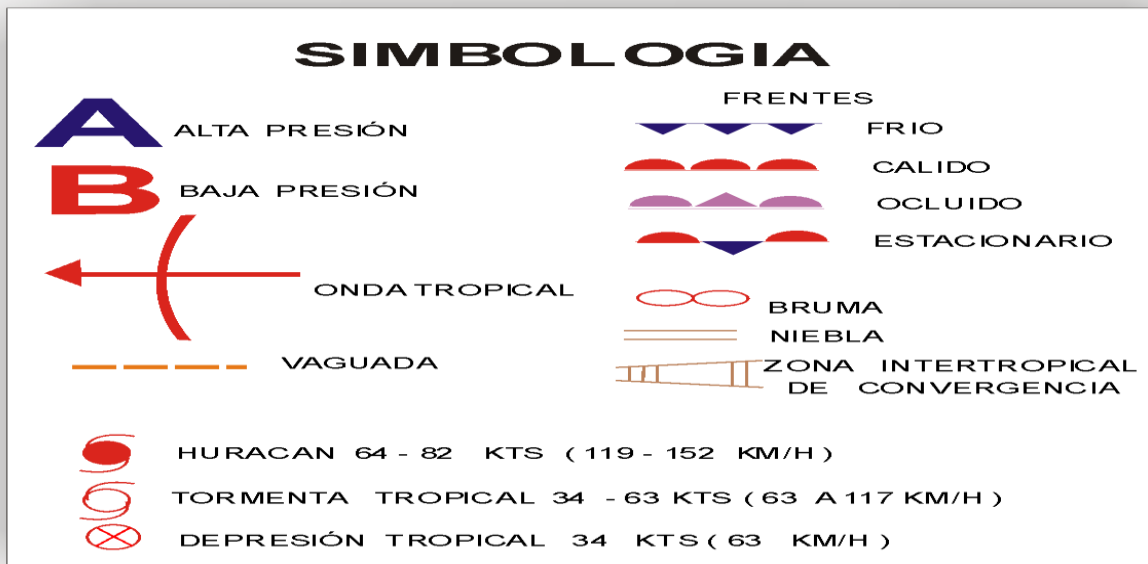 SIMBOLOGIA
A ALTA PRESIÓN
B BAJA PRESIÓN
ONDA TROPICAL
VAGUADA
FRENTES
FRIO
CALIDO
OCLUIDO
ESTACIONARIO
BRUMA
NIEBLA
ZONA INTERTROPICAL
DE CONVERGENCIA
HURACAN 64 - 82 KTS ( 119 - 152 KM/H )
TORMENTA TROPICAL 34 - 63 KTS ( 63 A 117 KM/H )
DEPRESIÓN TROPICAL 34 KTS ( 63 KM/H )